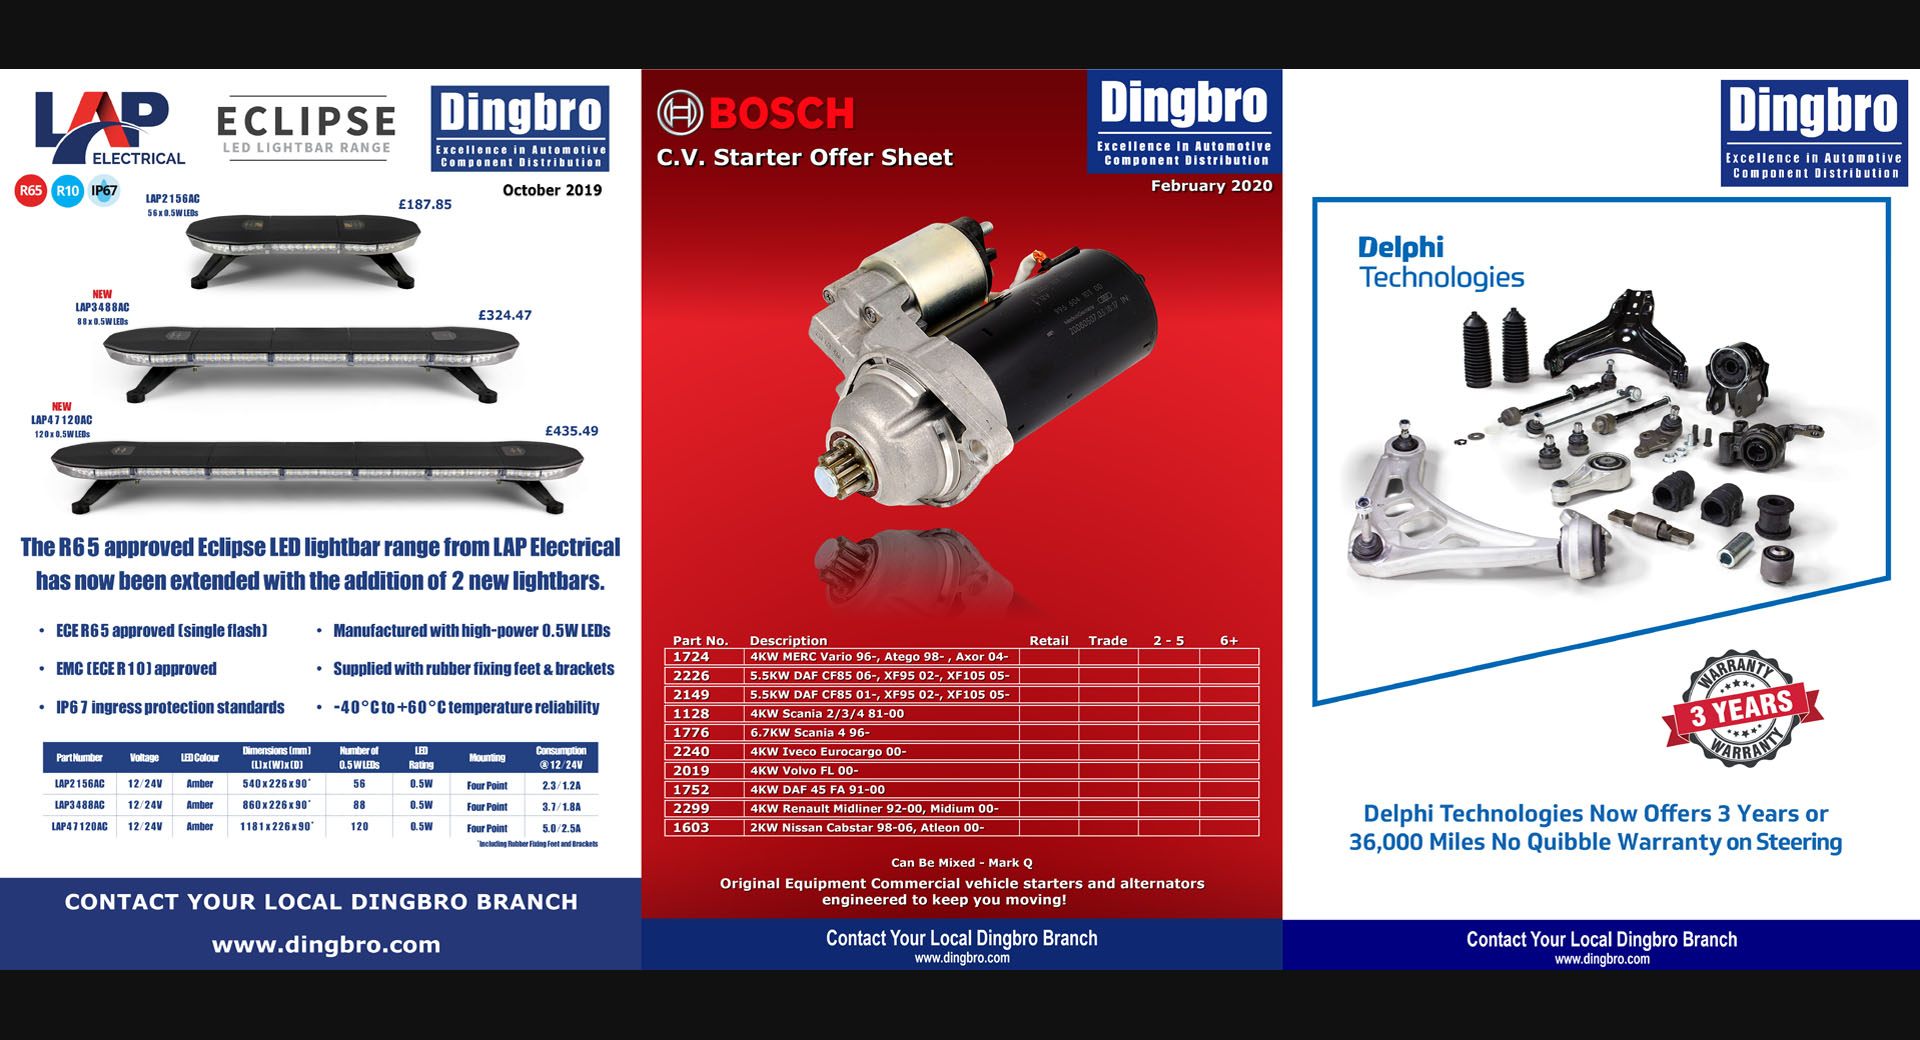 LAP
ELECTRICAL
ECLIPSE
LED LIGHTBAR RANGE
Dingbro
Excellence in Automotive
Component Distribution
R65 R10 IP67
October 2019
LAP2156AC
56 x 0.5W LEDs
£187.85
NEW
LAP3488AC
88 x 0.5W LEDs
£324.47
NEW
LAP47120AC
120 x 0.5W LEDs
£435.49
The R65 approved Eclipse LED lightbar range from LAP Electrical
has now been extended with the addition of 2 new lightbars.
• ECE R65 approved (single flash)
• EMC (ECE R10) approved
• IP67 ingress protection standards
• Manufactured with high-power 0.5W LEDs
• Supplied with rubber fixing feet & brackets
• -40°C to +60°C temperature reliability
Part Number Voltage LED Colour Dimensions (mm) (L) x (W) x (D) Number of 0.5W LEDs LED Rating Mounting Consumption @ 12/24V
LAP2156AC 12/24V Amber 540 x 226 x 90* 56 0.5W Four Point 2.3/1.2A
LAP3488AC 12/24V Amber 860 x 226 x 90* 88 0.5W Four Point 3.7/1.8A
LAP47120AC 12/24V Amber 1181 x 226 x 90* 120 0.5W Four Point 5.0/2.5A
*Including Rubber Fixing Feet and Brackets
CONTACT YOUR LOCAL DINGBRO BRANCH
www.dingbro.com
BOSCH
C.V. Starter Offer Sheet
Dingbro
Excellence In Automotive
Component Distribution
February 2020
Part No. Description Retail Trade 2 - 5 6+
1724 4KW MERC Vario 96-, Atego 98- , Axor 04-
2226 5.5KW DAF CF85 06-, XF95 02-, XF105 05-
2149 5.5KW DAF CF85 01-, XF95 02-, XF105 05-
1128 4KW Scania 2/3/4 81-00
1776 6.7KW Scania 4 96-
2240 4KW Iveco Eurocargo 00-
2019 4KW Volvo FL 00-
1752 4KW DAF 45 FA 91-00
2299 4KW Renault Midliner 92-00, Midium 00-
1603 2KW Nissan Cabstar 98-06, Atleon 00-
Can Be Mixed - Mark Q
Original Equipment Commercial vehicle starters and alternators
engineered to keep you moving!
Contact Your Local Dingbro Branch
www.dingbro.com
Dingbro
Excellence in Automotive
Component Distribution
Delphi
Technologies
WARRANTY
3 YEARS
WARRANTY
Delphi Technologies Now Offers 3 Years or
36,000 Miles No Quibble Warranty on Steering
Contact Your Local Dingbro Branch
www.dingbro.com